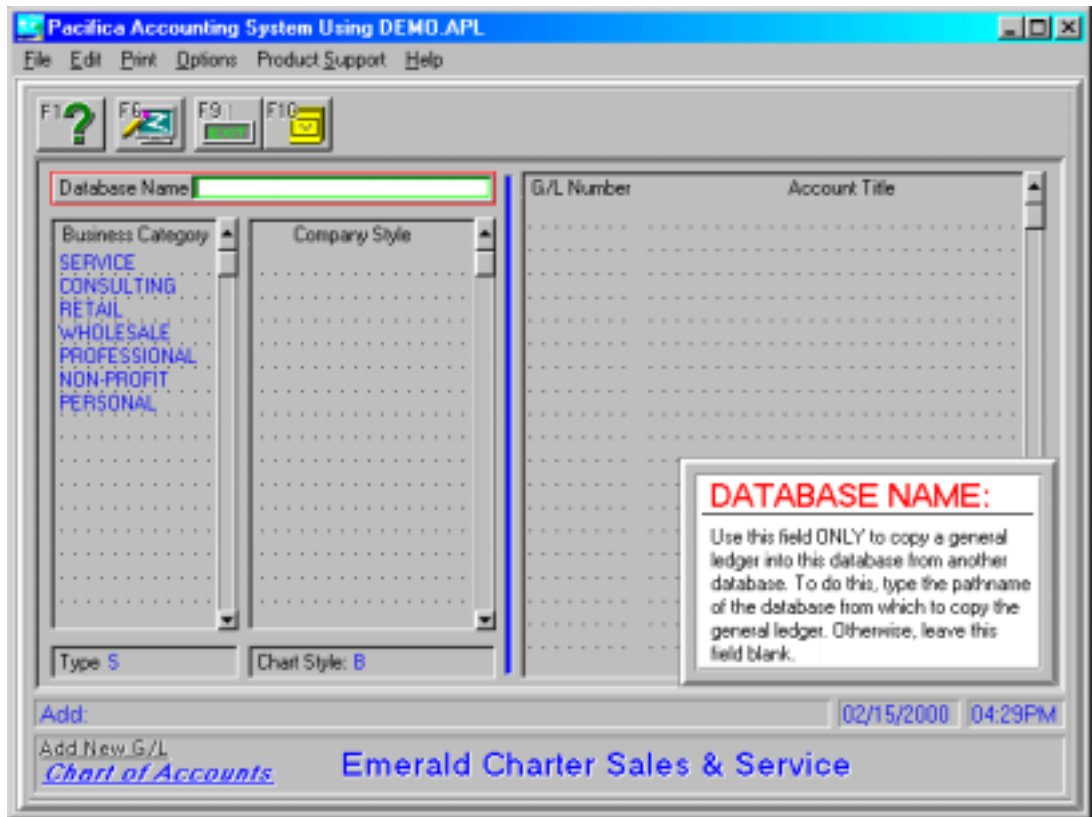 Pacifica Accounting System Using DEMO.APL
File Edit Print Options Product Support Help
F1 F6 F9 F10
EXIT
Database Name
Business Category
SERVICE
CONSULTING
RETAIL
WHOLESALE
PROFESSIONAL
NON-PROFIT
PERSONAL
Company Style
Type S
Chart Style: B
G/L Number Account Title
DATABASE NAME:
Use this field ONLY to copy a general
ledger into this database from another
database. To do this, type the pathname
of the database from which to copy the
general ledger. Otherwise, leave this
field blank.
Add:
02/15/2000 04:29PM
Add New G/L
Chart of Accounts
Emerald Charter Sales & Service